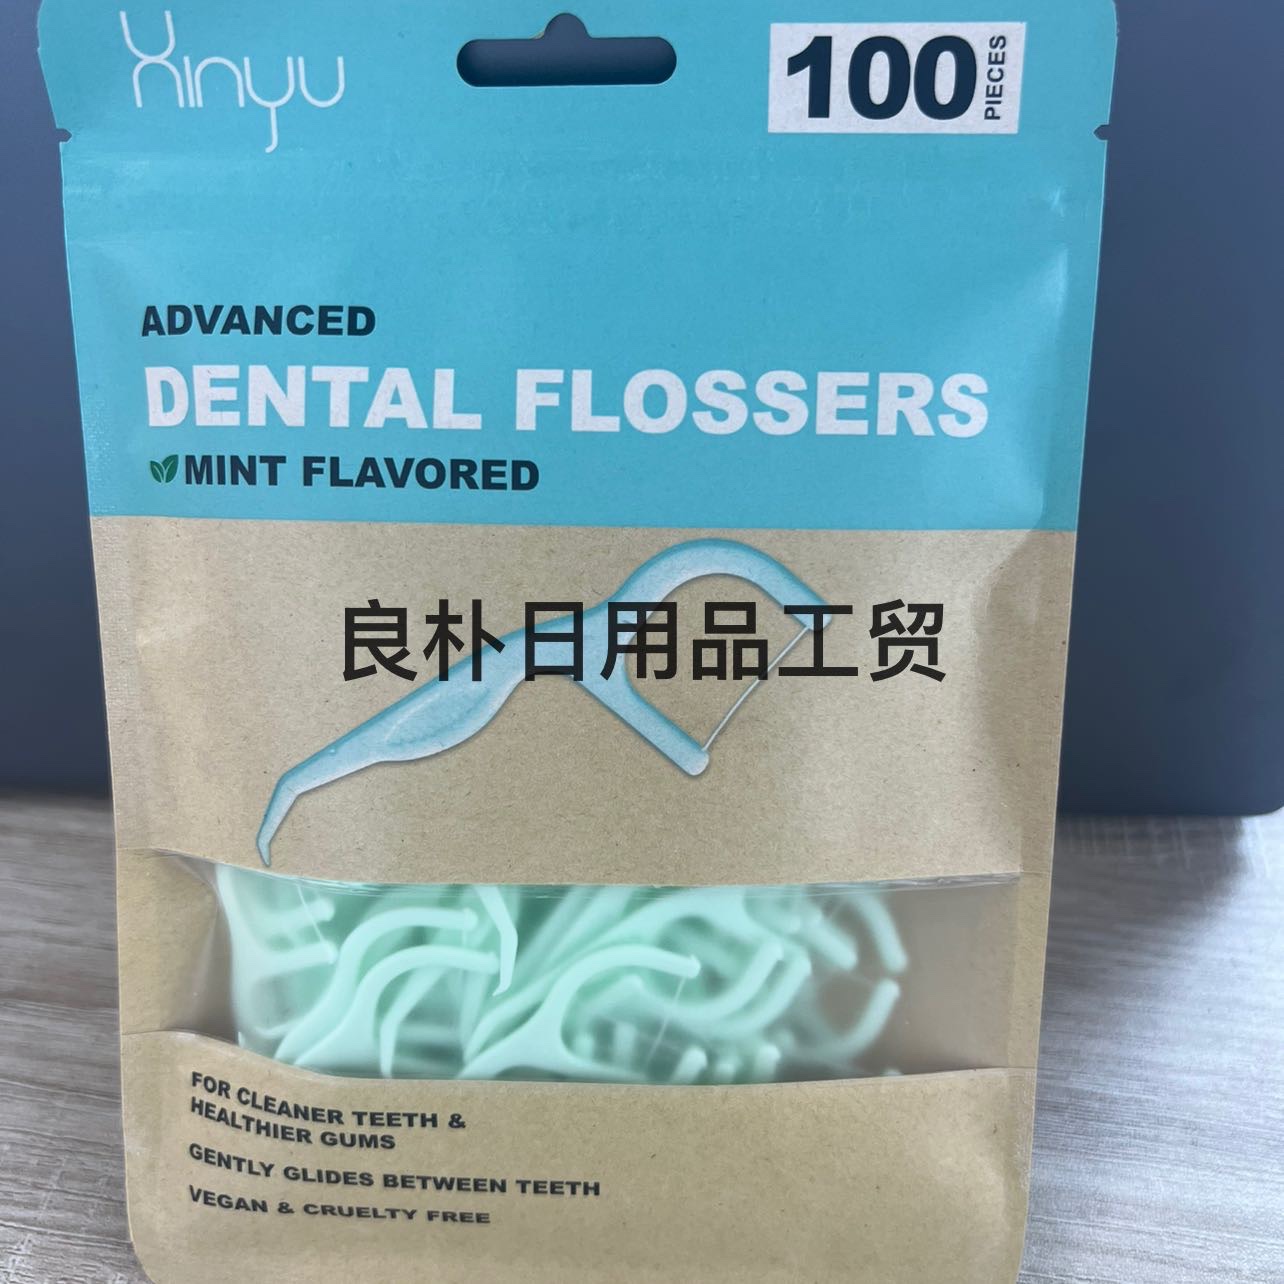 Xinyu
100
PIECES
ADVANCED
DENTAL FLOSSERS
MINT FLAVORED
良朴日用品工贸
FOR CLEANER TEETH &
HEALTHIER GUMS
GENTLY GLIDES BETWEEN TEETH
VEGAN & CRUELTY FREE